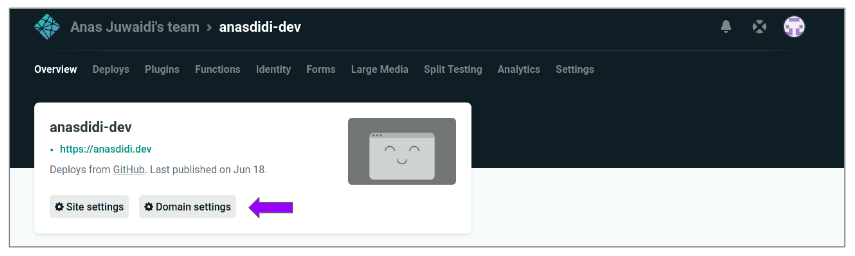 Anas Juwaidi's team > anasdidi-dev
Overview Deploys Plugins Functions Identity Forms Large Media Split Testing Analytics Settings
anasdidi-dev
• https://anasdidi.dev
Deploys from GitHub. Last published on Jun 18.
Site settings Domain settings